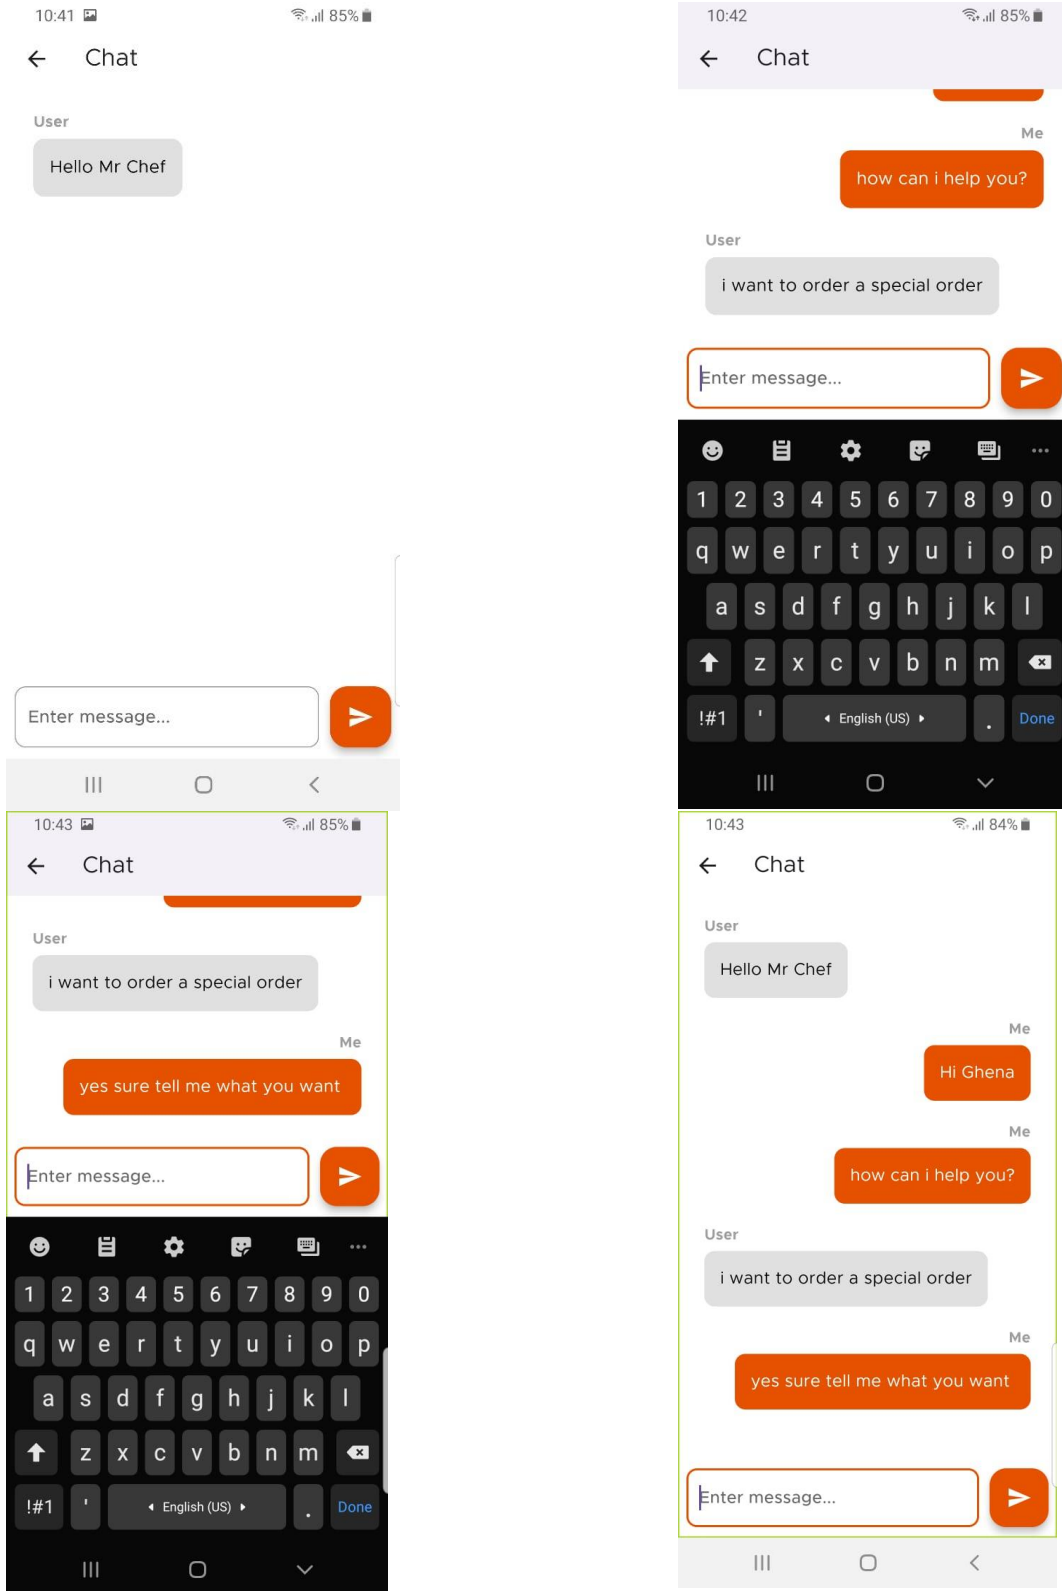 10:41 85%
Chat
User
Hello Mr Chef
Enter message...
10:42 85%
Chat
Me
how can i help you?
User
i want to order a special order
Enter message...
1 2 3 4 5 6 7 8 9 0
q w e r t y u i o p
a s d f g h j k l
z x c v b n m
!#1 ' English (US) . Done
10:43 85%
Chat
User
i want to order a special order
Me
yes sure tell me what you want
Enter message...
1 2 3 4 5 6 7 8 9 0
q w e r t y u i o p
a s d f g h j k l
z x c v b n m
!#1 ' English (US) . Done
10:43 84%
Chat
User
Hello Mr Chef
Me
Hi Ghena
Me
how can i help you?
User
i want to order a special order
Me
yes sure tell me what you want
Enter message...